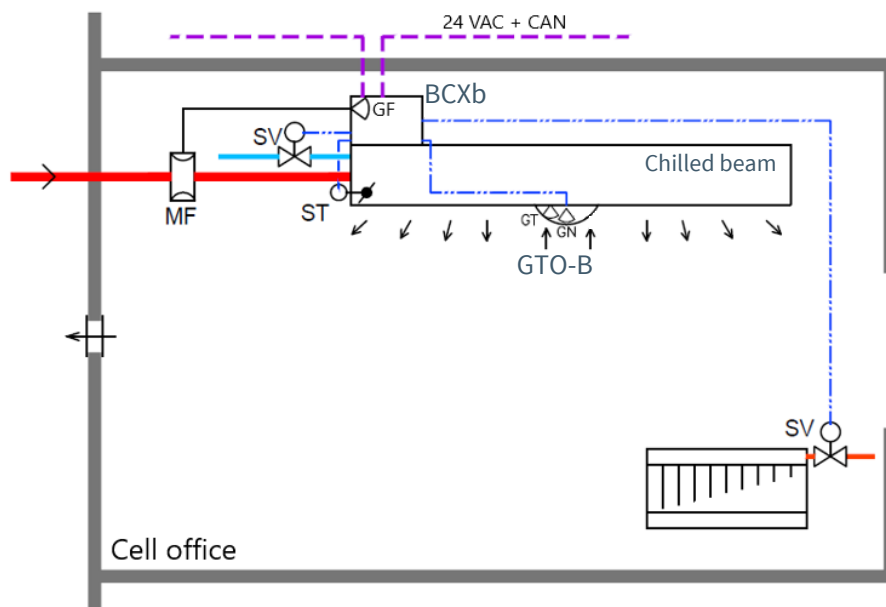 24 VAC + CAN
BCXb
GF
SV
Chilled beam
MF
ST
GT
GN
GTO-B
SV
Cell office